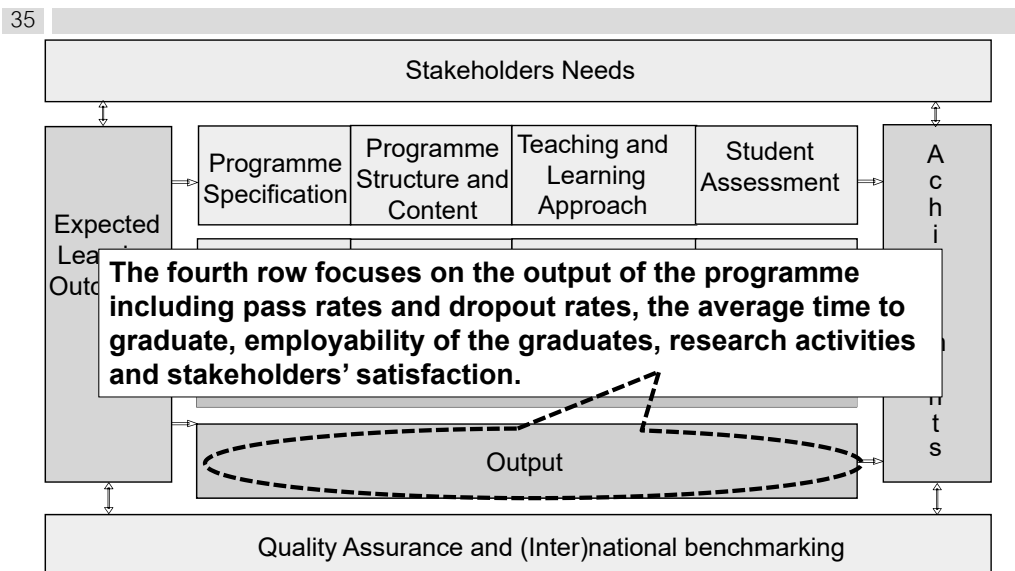 35
Stakeholders Needs
Programme
Specification
Programme
Structure and
Content
Teaching and
Learning
Approach
Student
Assessment
Expected
Outc
The fourth row focuses on the output of the programme
including pass rates and dropout rates, the average time to
graduate, employability of the graduates, research activities
and stakeholders’ satisfaction.
A
c
h
i
n
t
s
Output
Quality Assurance and (Inter)national benchmarking